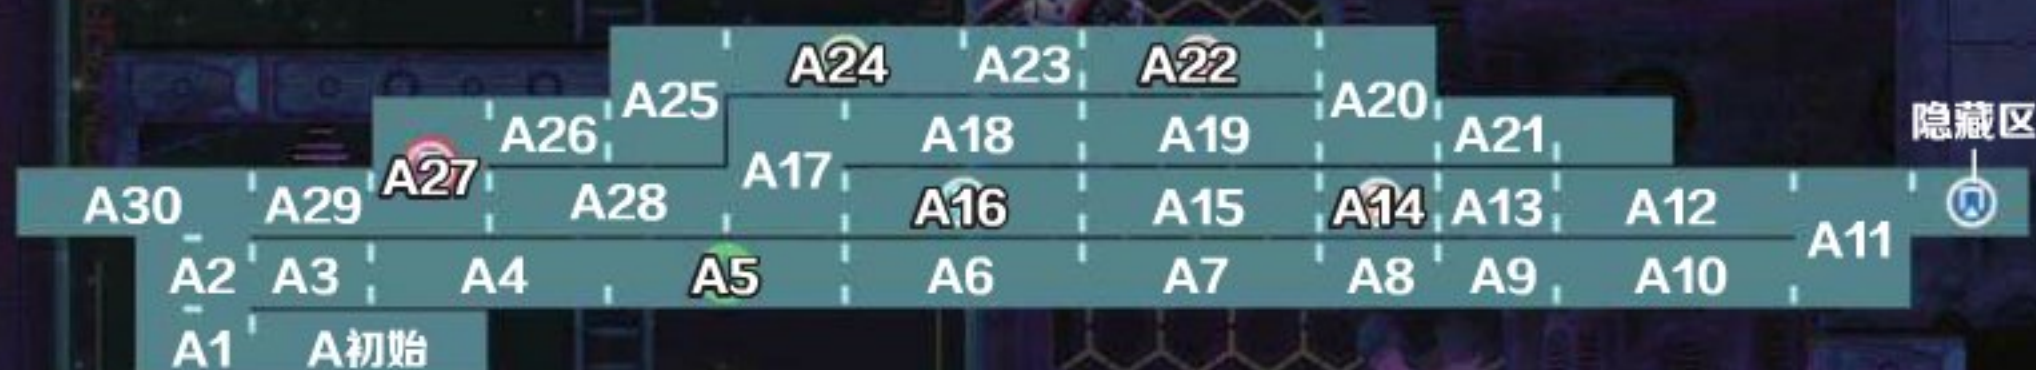 A24 A23 A22
A25 A20
A26 A18 A19 A21 隐藏区
A27 A17
A30 A29 A28 A16 A15 A14 A13 A12
A11
A2 A3 A4 A5 A6 A7 A8 A9 A10
A1 A初始